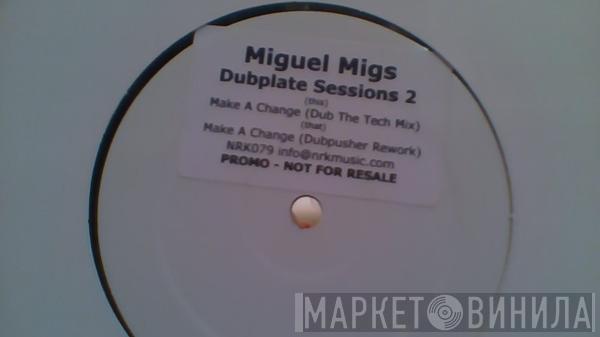 Miguel Migs
Dubplate Sessions 2
(this)
Make A Change (Dub The Tech Mix)
(that)
Make A Change (Dubpusher Rework)
NRK079 info@nrkmusic.com
PROMO - NOT FOR RESALE
МАРКЕТ ВИНИЛА